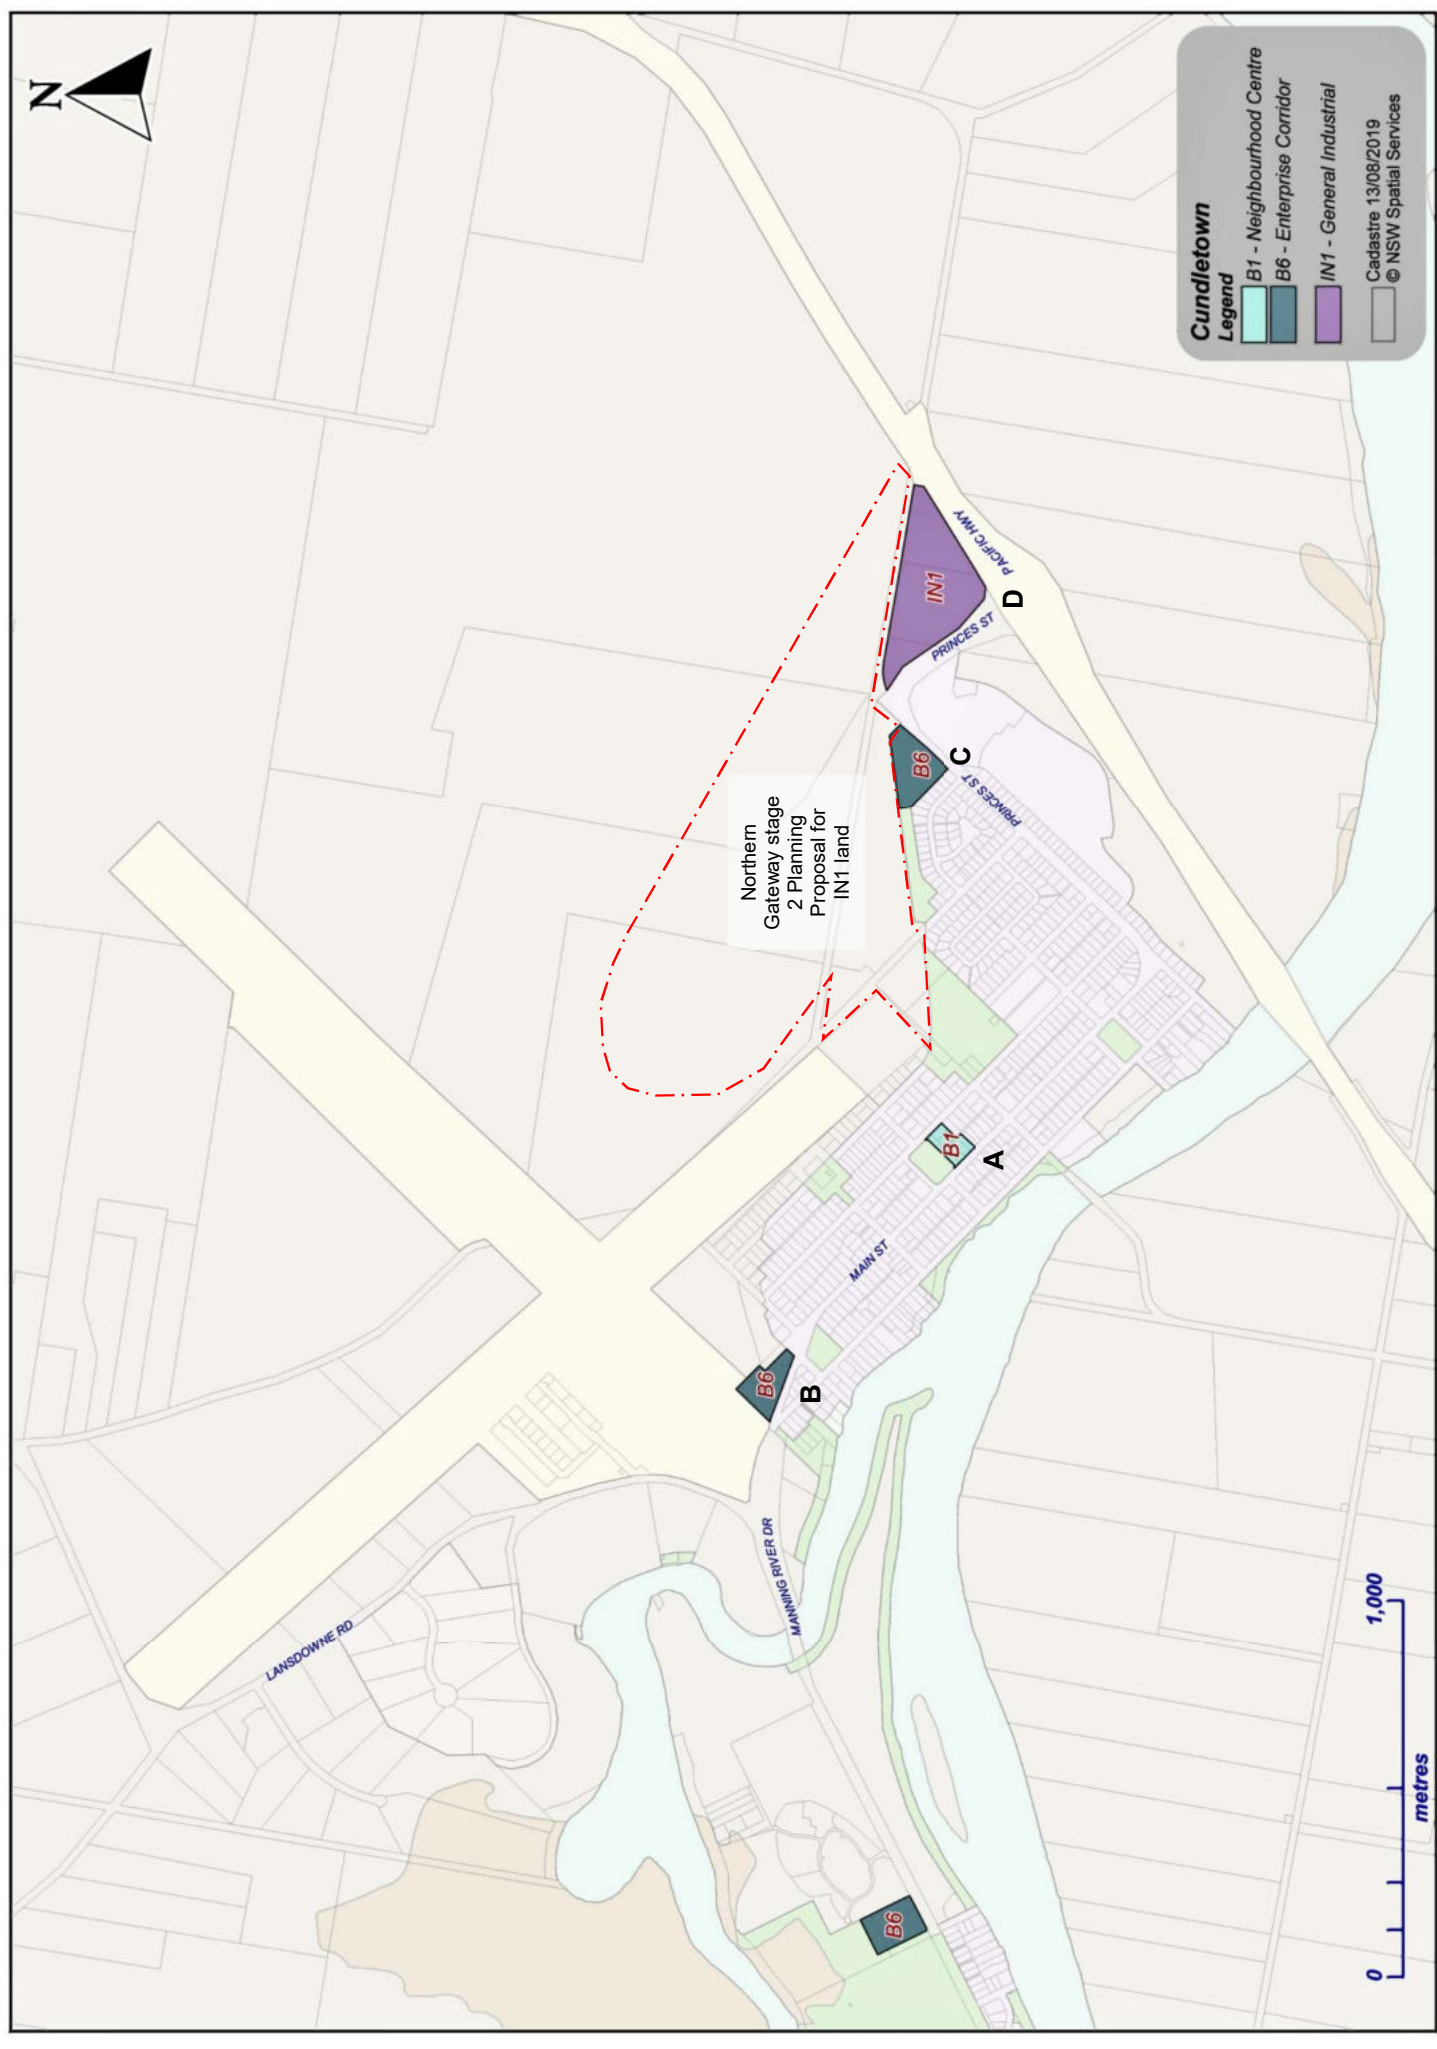 N
Cundletown
Legend
B1 - Neighbourhood Centre
B6 - Enterprise Corridor
IN1 - General Industrial
Cadastre 13/08/2019
© NSW Spatial Services
Northern
Gateway stage
2 Planning
Proposal for
IN1 land
IN1
PACIFIC HWY
PRINCES ST
D
B6
C
PRINCES ST
B1
A
MAIN ST
B6
B
MANNING RIVER DR
LANSDOWNE RD
B6
0
1,000
metres